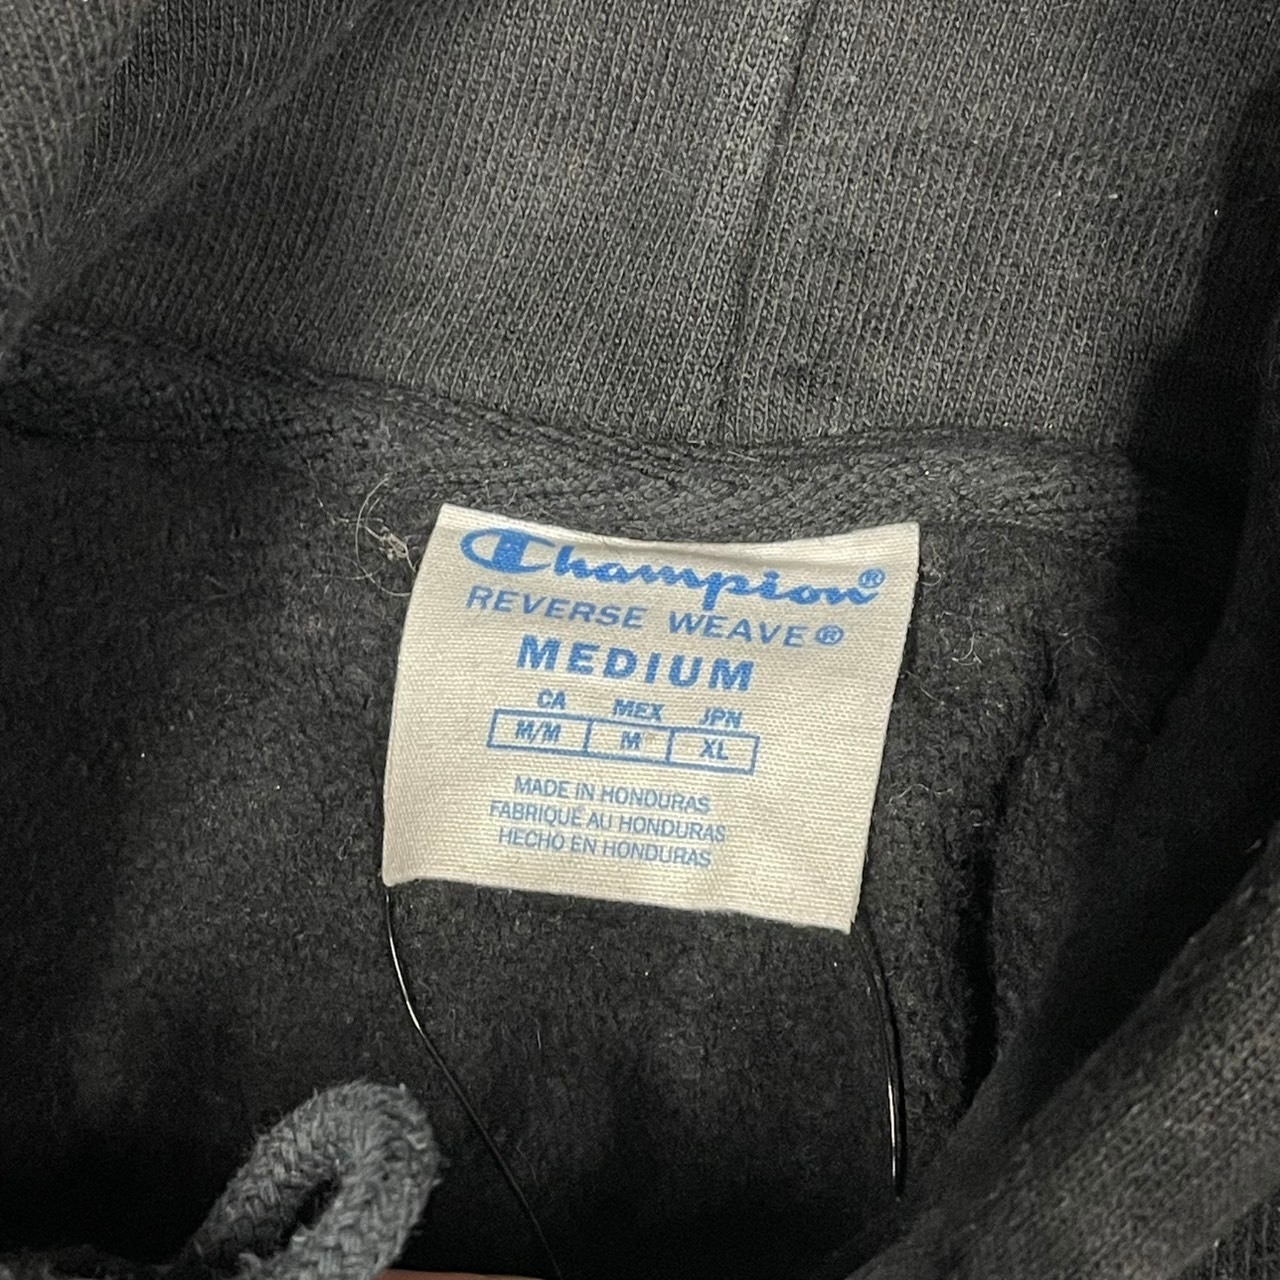 Champion®
REVERSE WEAVE®
MEDIUM
CA MEX JPN
M/M M XL
MADE IN HONDURAS
FABRIQUÉ AU HONDURAS
HECHO EN HONDURAS